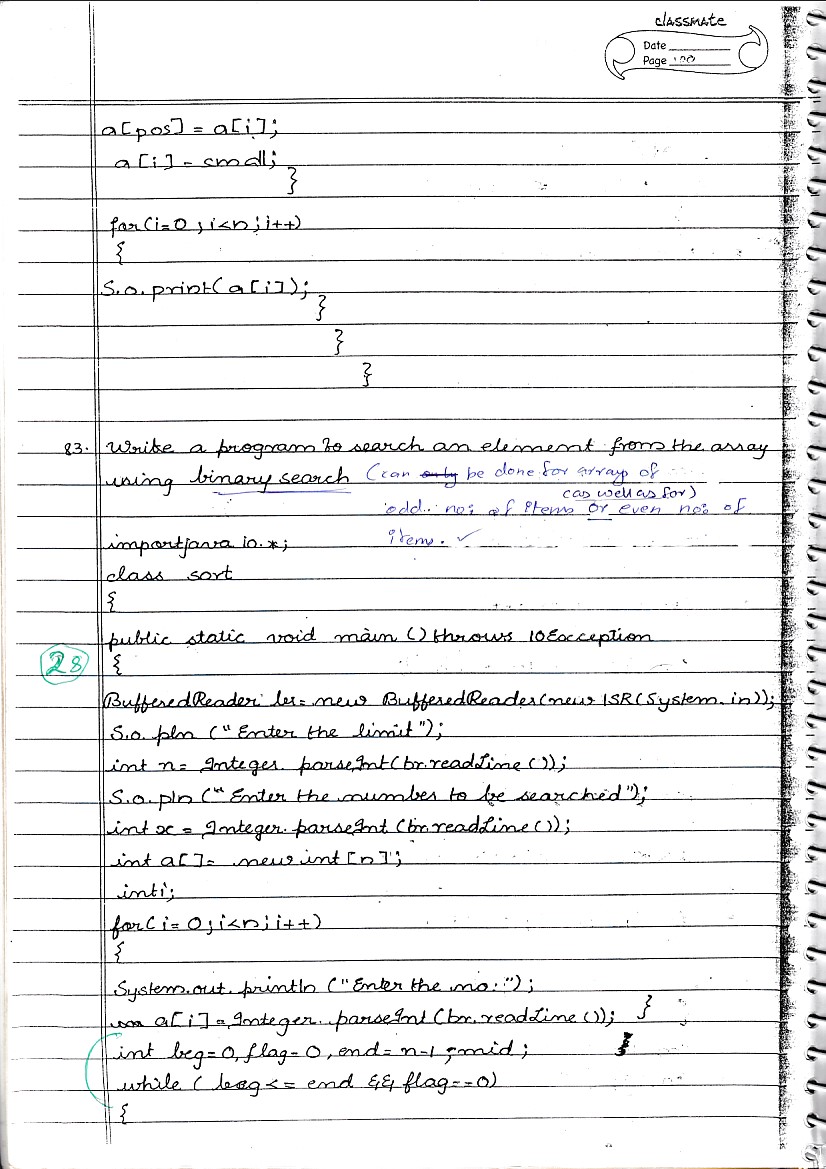 classmate
Date
Page 100
a[pos] = a[i];
a[i] = small;
}
for(i=0; i<n; i++)
{
S.o.print(a[i]);
}
}
}
83. Write a program to search an element from the array
using binary search (can only be done for array of
(as well as for)
odd. no; of items or even no; of
item. ✓
import java io.*;
class sort
{
public static void main () throws IOException
28
{
BufferedReader br= new BufferedReader(new ISR(System.in));
S.o.pln ("Enter the limit");
int n= Integer. parseInt(br.readLine ());
S.o.pln ("Enter the number to be searched");
int x = Integer.parseInt (br.readLine ());
int a[]= new int [n];
int i;
for(i= 0; i<n; i++)
{
System.out. println ("Enter the no:");
a[i] = Integer. parseInt (br.readLine ()); }
int beg=0, flag=0, end=n-1, mid; }
while ( beg <= end && flag==0)
{